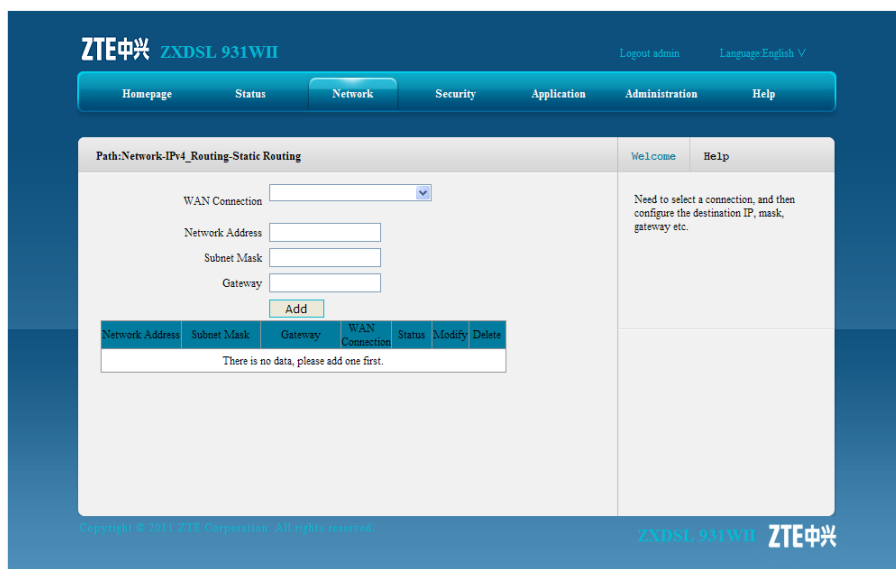 ZTE中兴 ZXDSL 931WII
Logout admin Language:English V
Homepage Status Network Security Application Administration Help
Path:Network-IPv4_Routing-Static Routing
Welcome Help
WAN Connection
Network Address
Subnet Mask
Gateway
Add
Network Address Subnet Mask Gateway WAN Connection Status Modify Delete
There is no data, please add one first.
Need to select a connection, and then
configure the destination IP, mask,
gateway etc.
Copyright © 2011 ZTE Corporation. All rights reserved.
ZXDSL 931WII ZTE中兴